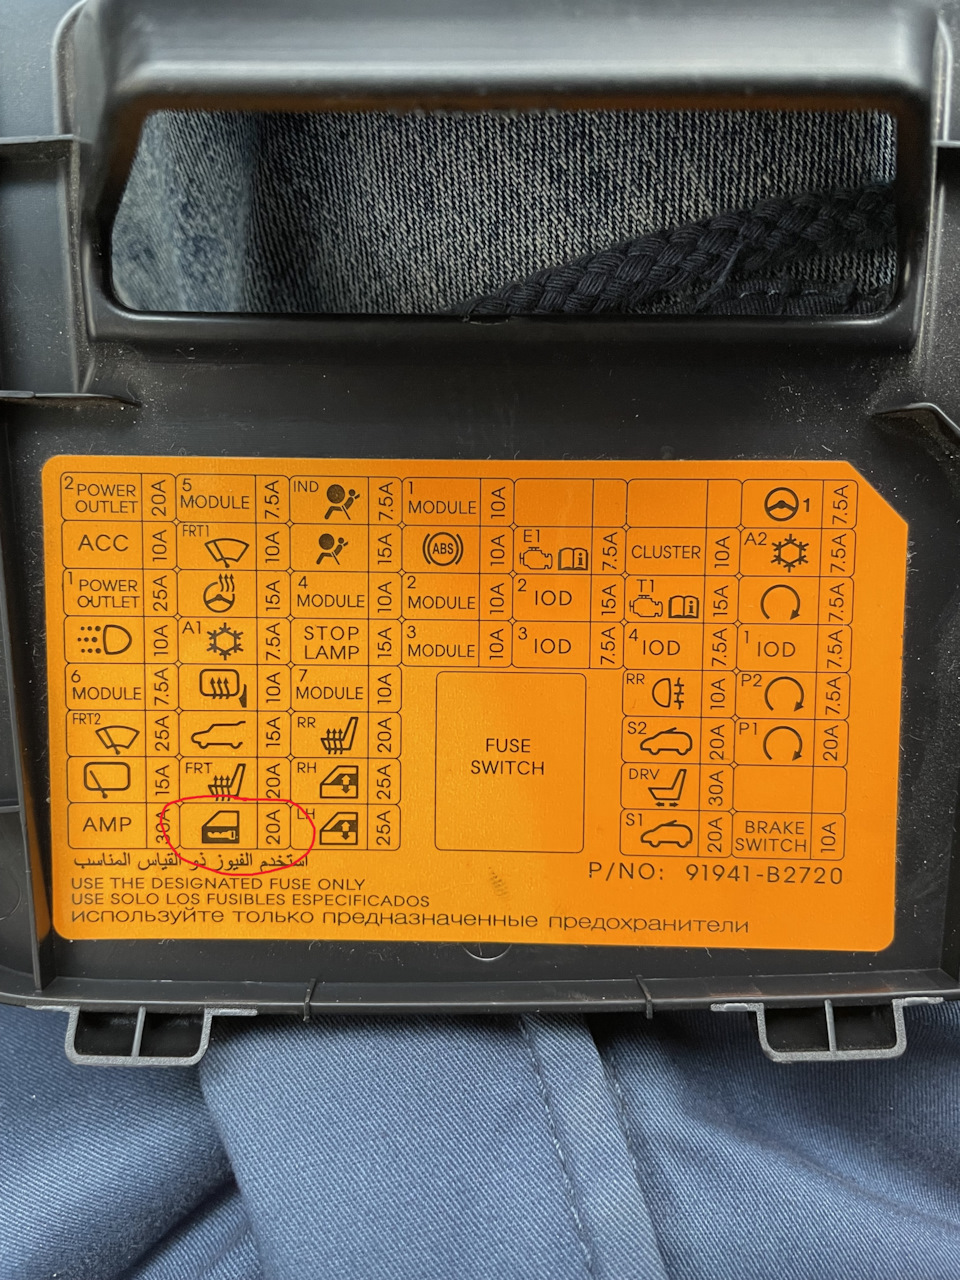 2 POWER OUTLET 20A 5 MODULE 7.5A IND 7.5A 1 MODULE 10A 1 7.5A
ACC 10A FRT1 10A 15A ABS 10A E1 7.5A CLUSTER 10A A2 7.5A
1 POWER OUTLET 25A 15A 4 MODULE 10A 2 MODULE 10A 2 IOD 15A T1 15A 7.5A
10A A1 7.5A STOP LAMP 15A 3 MODULE 10A 3 IOD 7.5A 4 IOD 7.5A 1 IOD 7.5A
6 MODULE 7.5A 10A 7 MODULE 10A RR 10A P2 7.5A
FRT2 25A 15A RR 20A S2 20A P1 20A
FUSE
SWITCH
15A FRT 20A RH 25A DRV 30A
AMP 30A 20A LH 25A S1 20A BRAKE SWITCH 10A
استخدم الفيوز ذو القياس المناسب
P/NO: 91941-B2720
USE THE DESIGNATED FUSE ONLY
USE SOLO LOS FUSIBLES ESPECIFICADOS
используйте только предназначенные предохранители